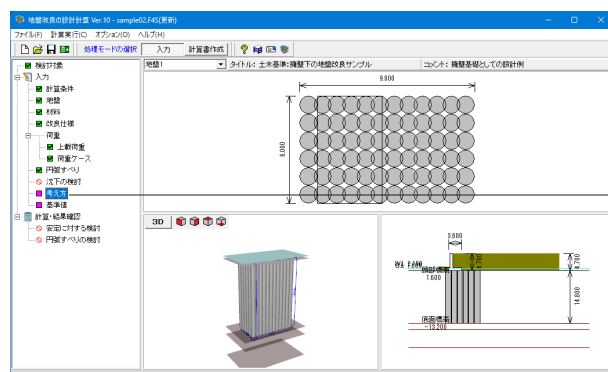 地盤改良の設計計算 Ver.10 - sample02.F4S(更新)
ファイル(F) 計算実行(C) オプション(O) ヘルプ(H)
処理モードの選択 入力 計算書作成
検討対象
入力
計算条件
地盤
材料
改良仕様
荷重
上載荷重
荷重ケース
円弧すべり
沈下の検討
考え方
基準値
計算・結果確認
安定に対する検討
円弧すべりの検討
地盤1 タイトル: 土木基準:擁壁下の地盤改良サンプル コメント: 擁壁基礎としての設計例
9.800
6.000
3D
3.600
4.700
4.700
1.600
14.800
底面標高
-13.200